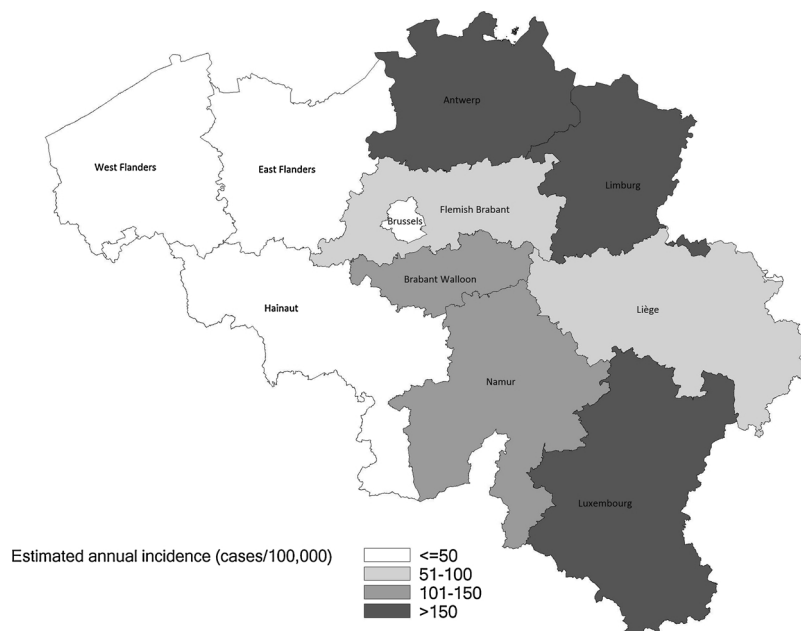 Antwerp
West Flanders
East Flanders
Limburg
Flemish Brabant
Brussels
Brabant Walloon
Hainaut
Liège
Namur
Luxembourg
Estimated annual incidence (cases/100,000)
<=50
51-100
101-150
>150